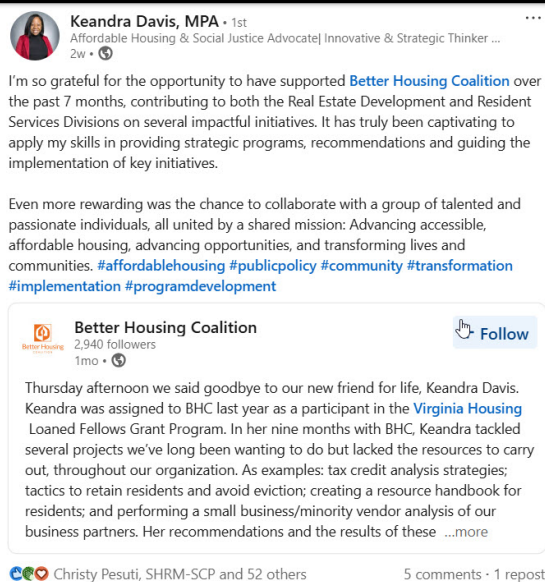 Keandra Davis, MPA • 1st
Affordable Housing & Social Justice Advocate| Innovative & Strategic Thinker ...
2w •
I'm so grateful for the opportunity to have supported Better Housing Coalition over
the past 7 months, contributing to both the Real Estate Development and Resident
Services Divisions on several impactful initiatives. It has truly been captivating to
apply my skills in providing strategic programs, recommendations and guiding the
implementation of key initiatives.
Even more rewarding was the chance to collaborate with a group of talented and
passionate individuals, all united by a shared mission: Advancing accessible,
affordable housing, advancing opportunities, and transforming lives and
communities. #affordablehousing #publicpolicy #community #transformation
#implementation #programdevelopment
Better Housing Coalition
2,940 followers
1mo •
Follow
Better Housing
COALITION
Thursday afternoon we said goodbye to our new friend for life, Keandra Davis.
Keandra was assigned to BHC last year as a participant in the Virginia Housing
Loaned Fellows Grant Program. In her nine months with BHC, Keandra tackled
several projects we've long been wanting to do but lacked the resources to carry
out, throughout our organization. As examples: tax credit analysis strategies;
tactics to retain residents and avoid eviction; creating a resource handbook for
residents; and performing a small business/minority vendor analysis of our
business partners. Her recommendations and the results of these ...more
Christy Pesuti, SHRM-SCP and 52 others
5 comments • 1 repost